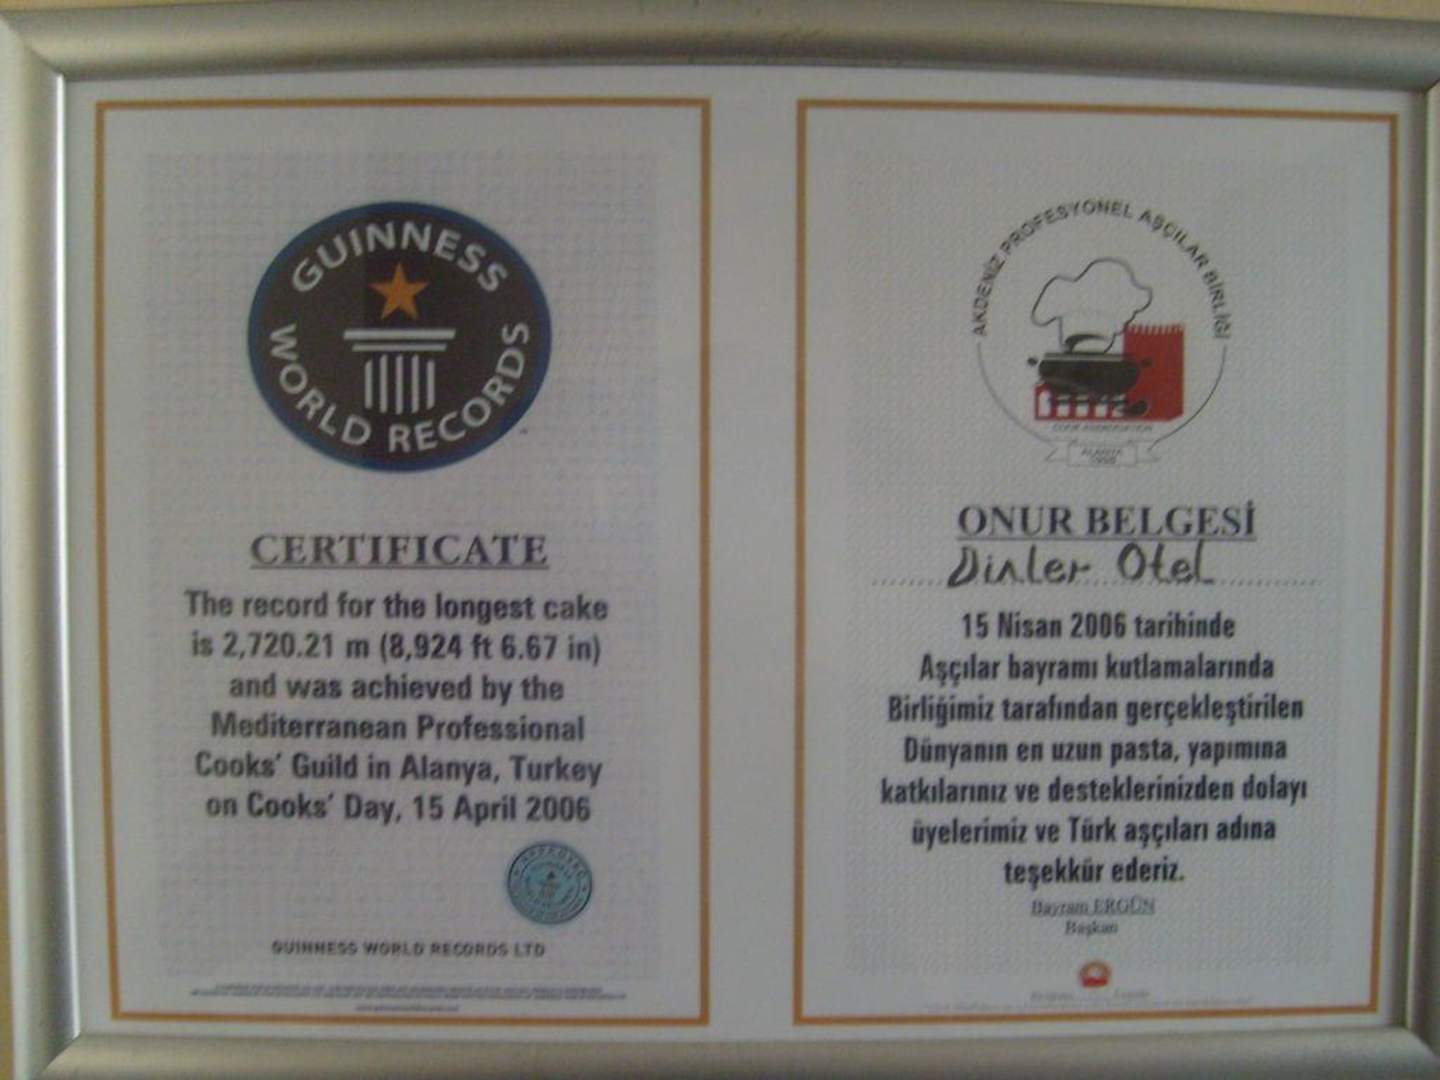 GUINNESS
WORLD RECORDS
CERTIFICATE
The record for the longest cake
is 2,720.21 m (8,924 ft 6.67 in)
and was achieved by the
Mediterranean Professional
Cooks' Guild in Alanya, Turkey
on Cooks' Day, 15 April 2006
APPROVED
GUINNESS WORLD RECORDS LTD
AKDENİZ PROFESYONEL AŞÇILAR BİRLİĞİ
ALANYA
ONUR BELGESİ
Dinler Otel
15 Nisan 2006 tarihinde
Aşçılar bayramı kutlamalarında
Birliğimiz tarafından gerçekleştirilen
Dünyanın en uzun pasta, yapımına
katkılarınız ve desteklerinizden dolayı
üyelerimiz ve Türk aşçıları adına
teşekkür ederiz.
Bayram ERGÜN
Başkan